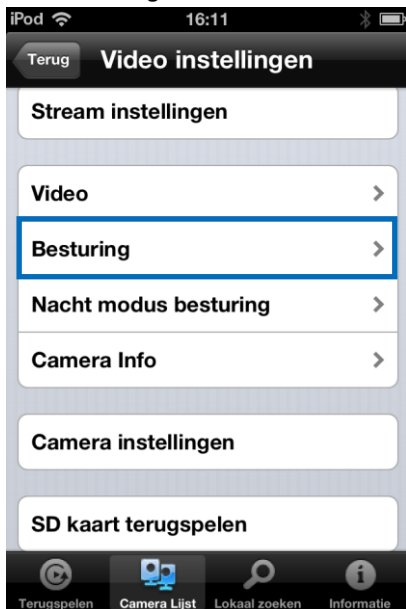 iPod 16:11
Terug Video instellingen
Stream instellingen
Video
Besturing
Nacht modus besturing
Camera Info
Camera instellingen
SD kaart terugspelen
Terugspelen Camera Lijst Lokaal zoeken Informatie